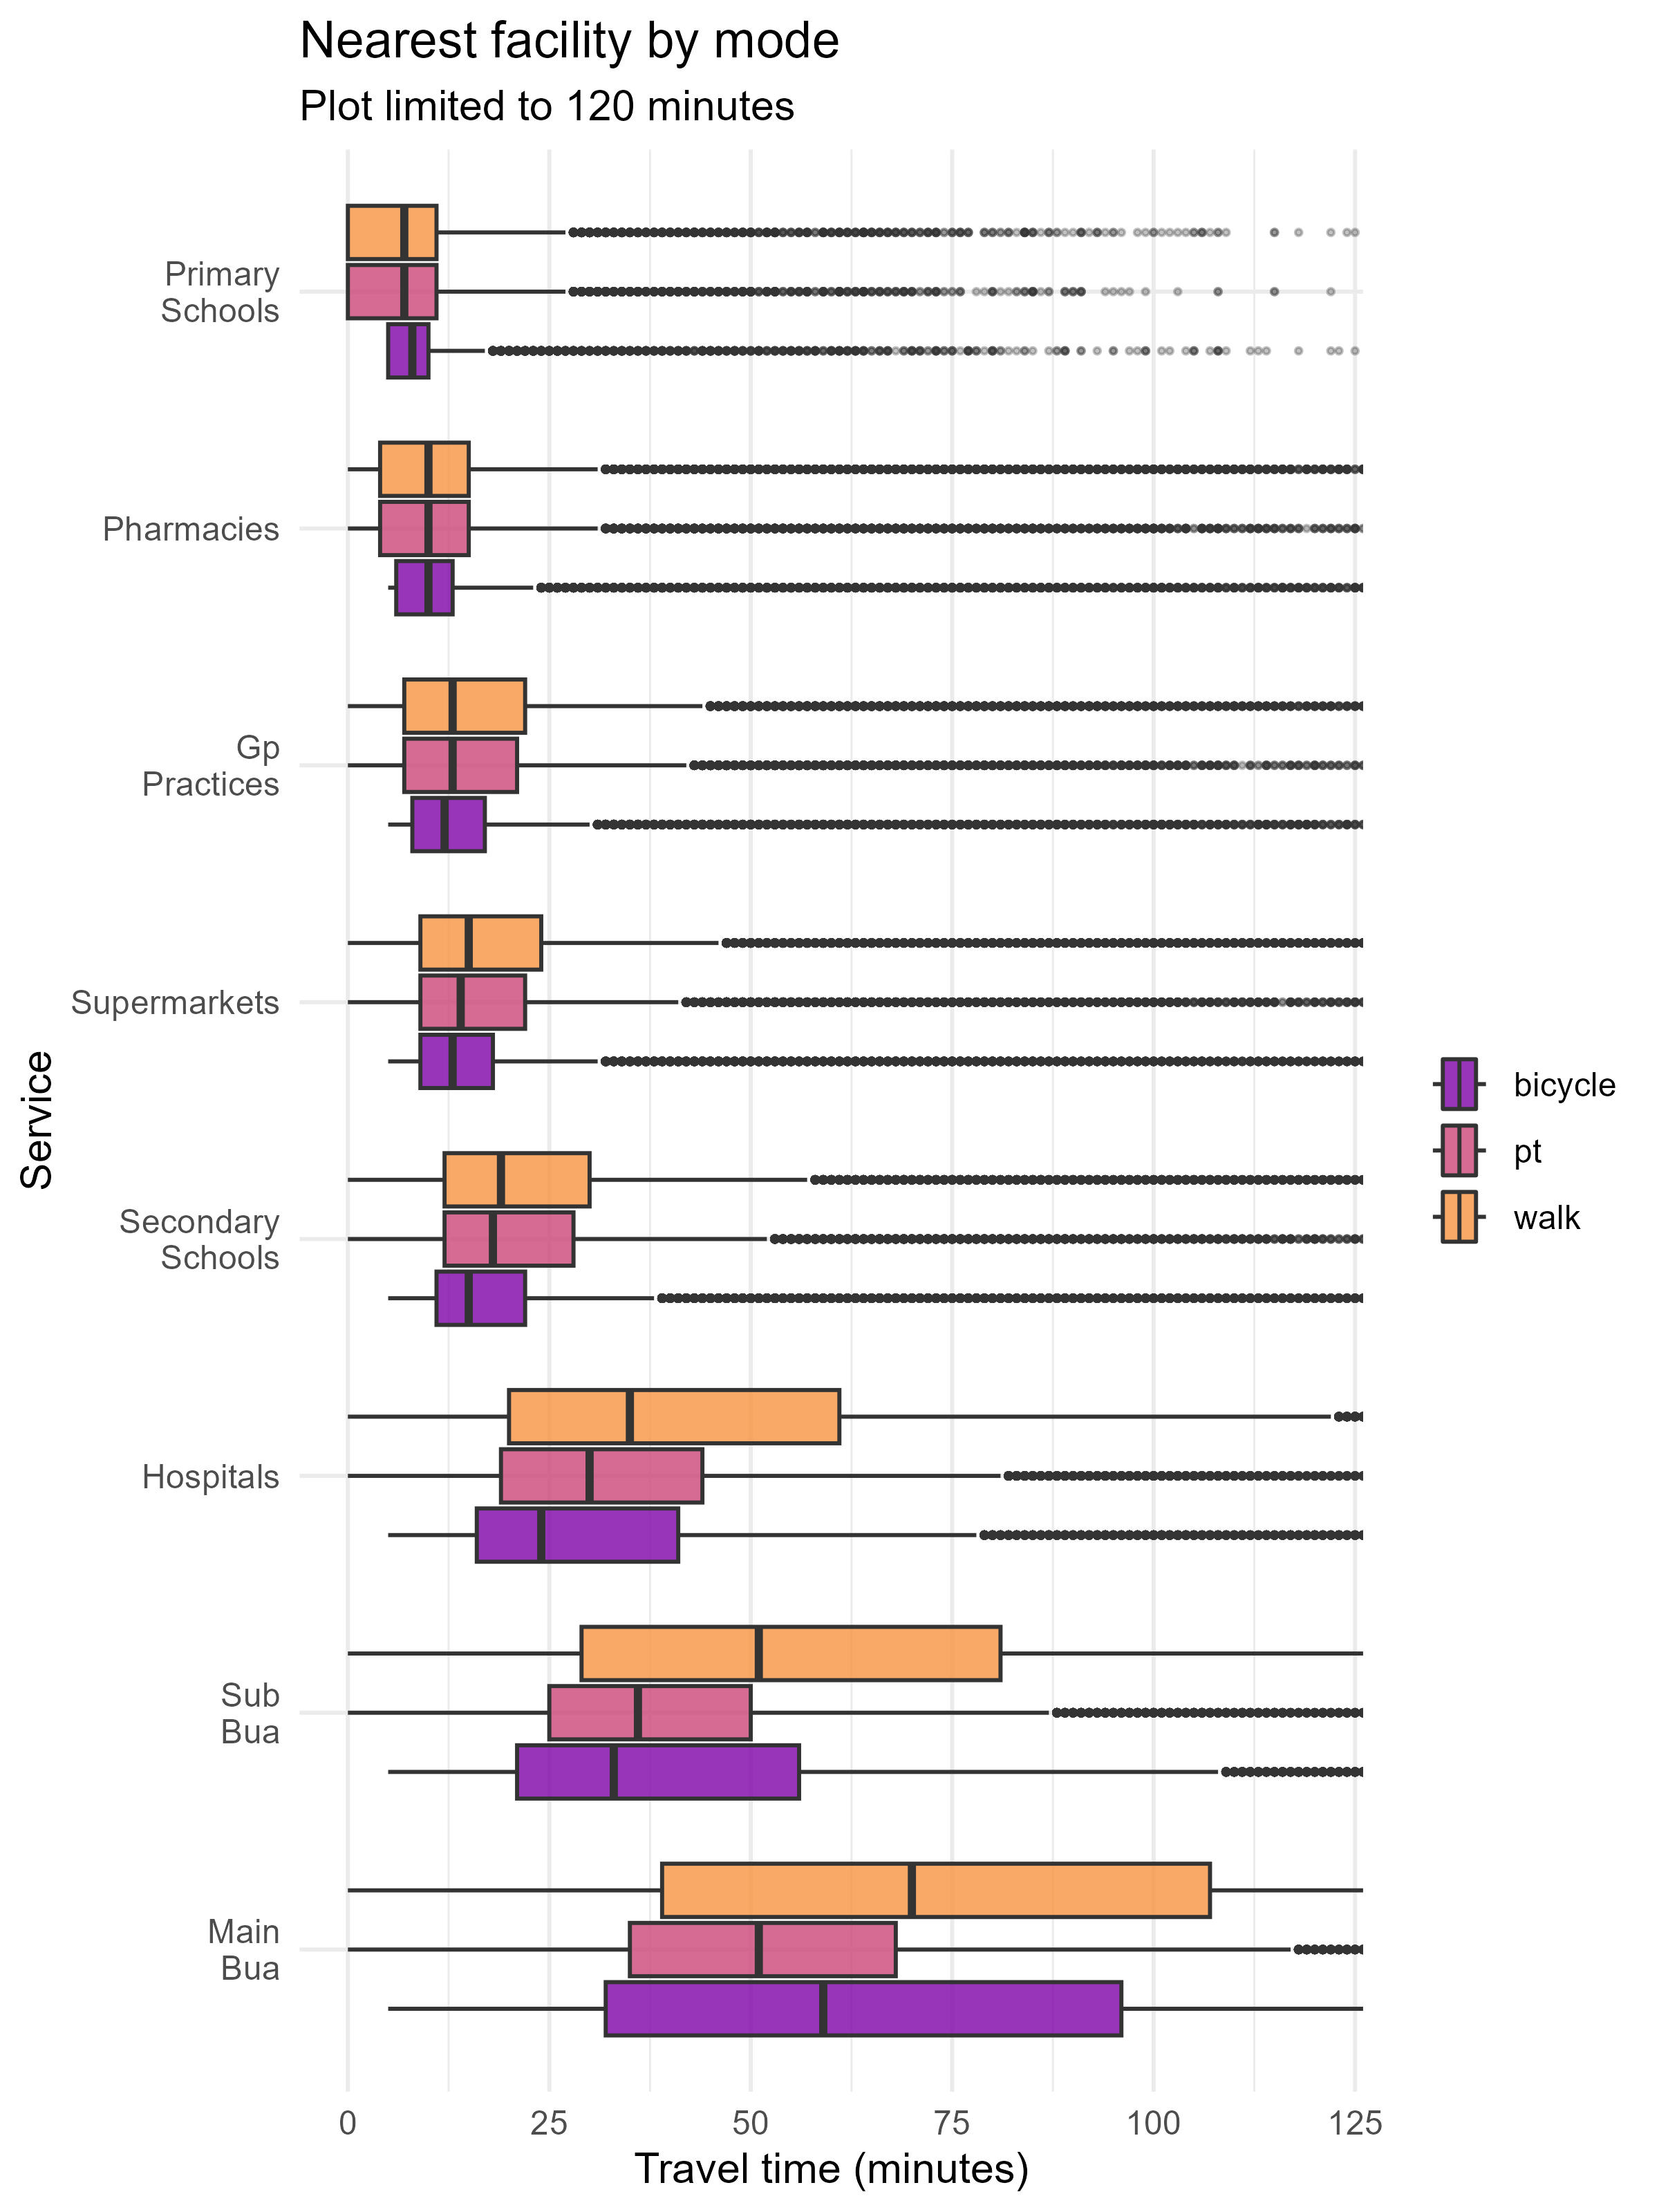 Nearest facility by mode
Plot limited to 120 minutes
Primary
Schools
Pharmacies
Gp
Practices
Supermarkets
Secondary
Schools
Hospitals
Sub
Bua
Main
Bua
Service
0 25 50 75 100 125
Travel time (minutes)
bicycle
pt
walk